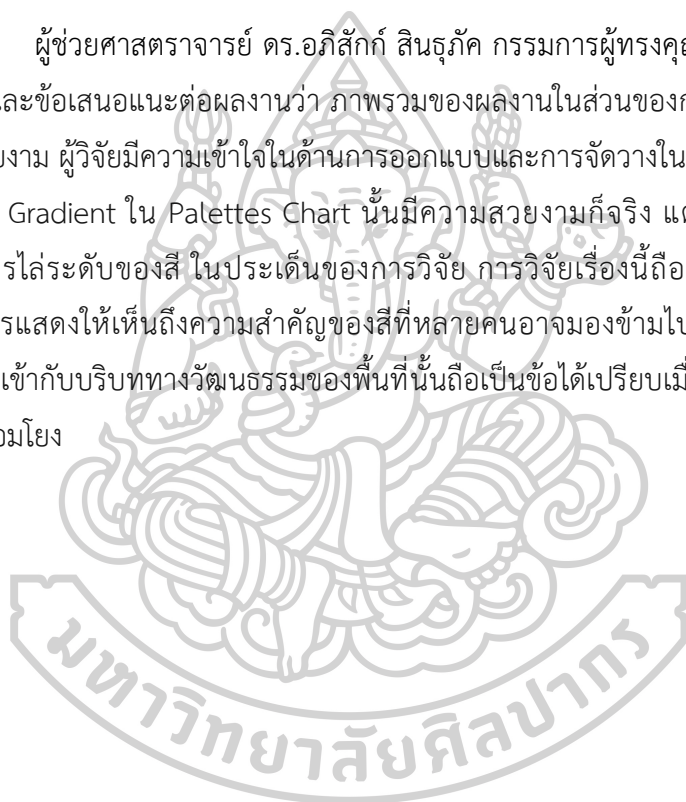 ผู้ช่วยศาสตราจารย์ ดร.อภิสักก์ สินธุภัค กรรมการผู้ทรงคุณ
และข้อเสนอแนะต่อผลงานว่า ภาพรวมของผลงานในส่วนของก
ยงาม ผู้วิจัยมีความเข้าใจในด้านการออกแบบและการจัดวางใน
Gradient ใน Palettes Chart นั้นมีความสวยงามก็จริง แต
รไล่ระดับของสี ในประเด็นของการวิจัย การวิจัยเรื่องนี้ถือ
รแสดงให้เห็นถึงความสำคัญของสีที่หลายคนอาจมองข้ามไป
เข้ากับบริบททางวัฒนธรรมของพื้นที่นั้นถือเป็นข้อได้เปรียบเมื่
อมโยง
มหาวิทยาลัยศิลปากร